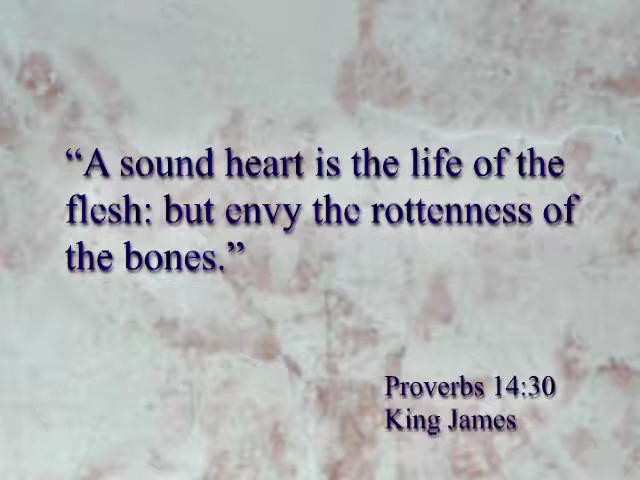 “A sound heart is the life of the
flesh: but envy the rottenness of
the bones.”
Proverbs 14:30
King James